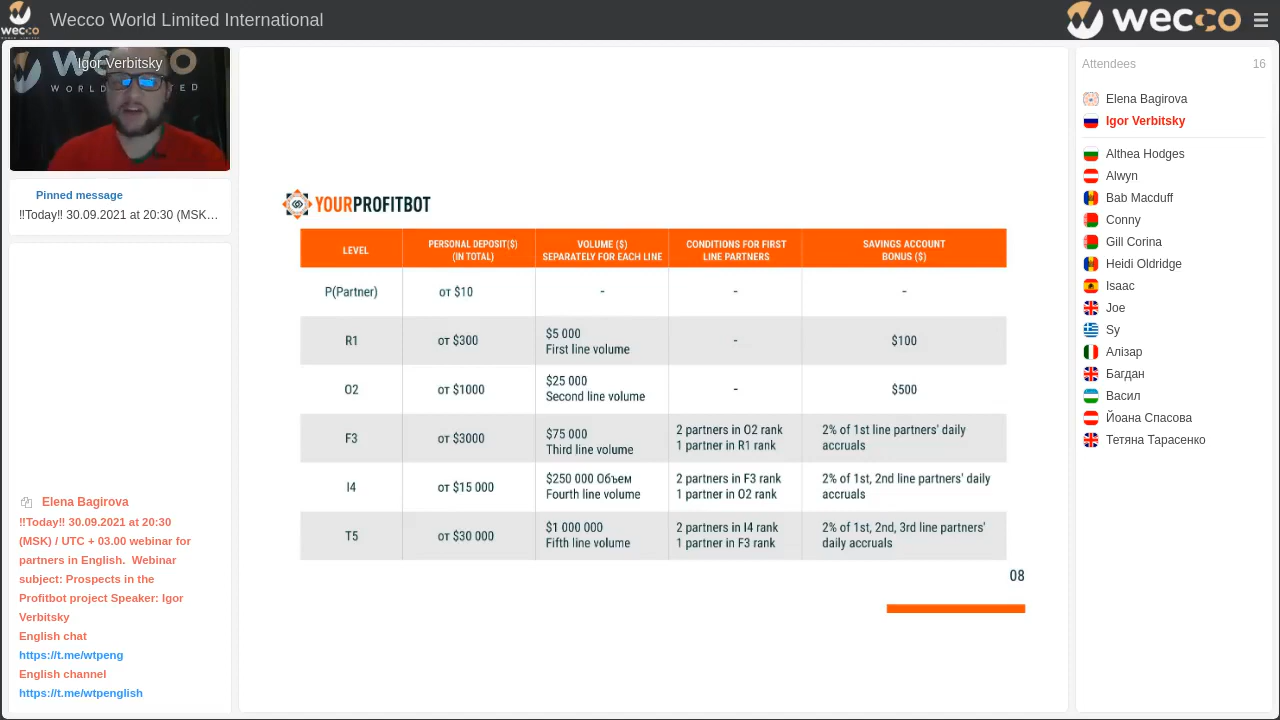 wecco
Wecco World Limited International
wecco
Igor Verbitsky
Pinned message
‼Today‼ 30.09.2021 at 20:30 (MSK…
Elena Bagirova
‼Today‼ 30.09.2021 at 20:30
(MSK) / UTC + 03.00 webinar for
partners in English.  Webinar
subject: Prospects in the
Profitbot project Speaker: Igor
Verbitsky
English chat
https://t.me/wtpeng
English channel
https://t.me/wtpenglish
YOURPROFITBOT
LEVEL
PERSONAL DEPOSIT($)
(IN TOTAL)
VOLUME ($)
SEPARATELY FOR EACH LINE
CONDITIONS FOR FIRST
LINE PARTNERS
SAVINGS ACCOUNT
BONUS ($)
P(Partner)
от $10
-
-
-
R1
от $300
$5 000
First line volume
-
$100
O2
от $1000
$25 000
Second line volume
-
$500
F3
от $3000
$75 000
Third line volume
2 partners in O2 rank
1 partner in R1 rank
2% of 1st line partners' daily
accruals
I4
от $15 000
$250 000 Объем
Fourth line volume
2 partners in F3 rank
1 partner in O2 rank
2% of 1st, 2nd line partners' daily
accruals
T5
от $30 000
$1 000 000
Fifth line volume
2 partners in I4 rank
1 partner in F3 rank
2% of 1st, 2nd, 3rd line partners'
daily accruals
08
Attendees 16
Elena Bagirova
Igor Verbitsky
Althea Hodges
Alwyn
Bab Macduff
Conny
Gill Corina
Heidi Oldridge
Isaac
Joe
Sy
Алізар
Багдан
Васил
Йоана Спасова
Тетяна Тарасенко